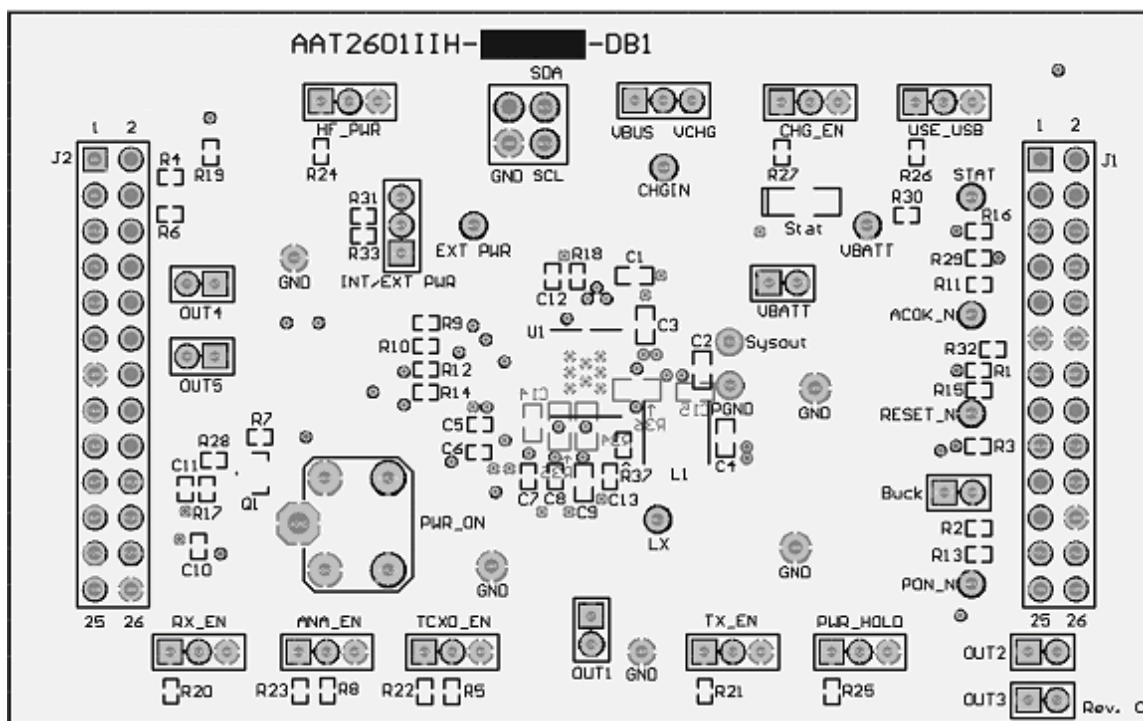 AAT2601IIH- -DB1
SDA
HF_PWR
VBUS VCHG
CHG_EN
USE_USB
1 2
1 2
J2
R4
R19
R24
GND SCL
CHGIN
R27
R26
STAT
J1
R31
R30
R16
R6
R33
EXT PWR
Stat
VBATT
R29
GND
INT/EXT PWR
R18
C1
R11
C12
OUT4
VBATT
ACOK_N
R9
U1
C3
R10
C2
Sysout
R32
OUT5
R12
R1
R14
C14
C15
PGND
GND
R15
R7
C5
R36
RESET_N
R28
C6
R34
R3
C11
R35
R37
L1
C4
R17
Q1
C7 C8 C9 C13
Buck
PWR_ON
LX
R2
C10
GND
GND
R13
PON_N
25 26
RX_EN
ANA_EN
TCXO_EN
TX_EN
PWR_HOLD
25 26
OUT1
GND
OUT2
R20
R23
R8
R22
R5
R21
R25
OUT3
Rev. C